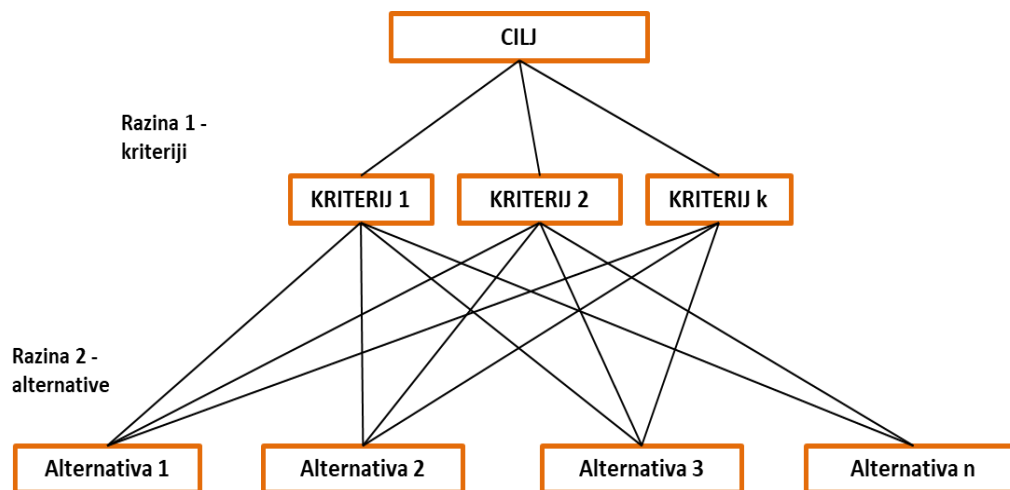 CILJ
Razina 1 -
kriteriji
KRITERIJ 1
KRITERIJ 2
KRITERIJ k
Razina 2 -
alternative
Alternativa 1
Alternativa 2
Alternativa 3
Alternativa n